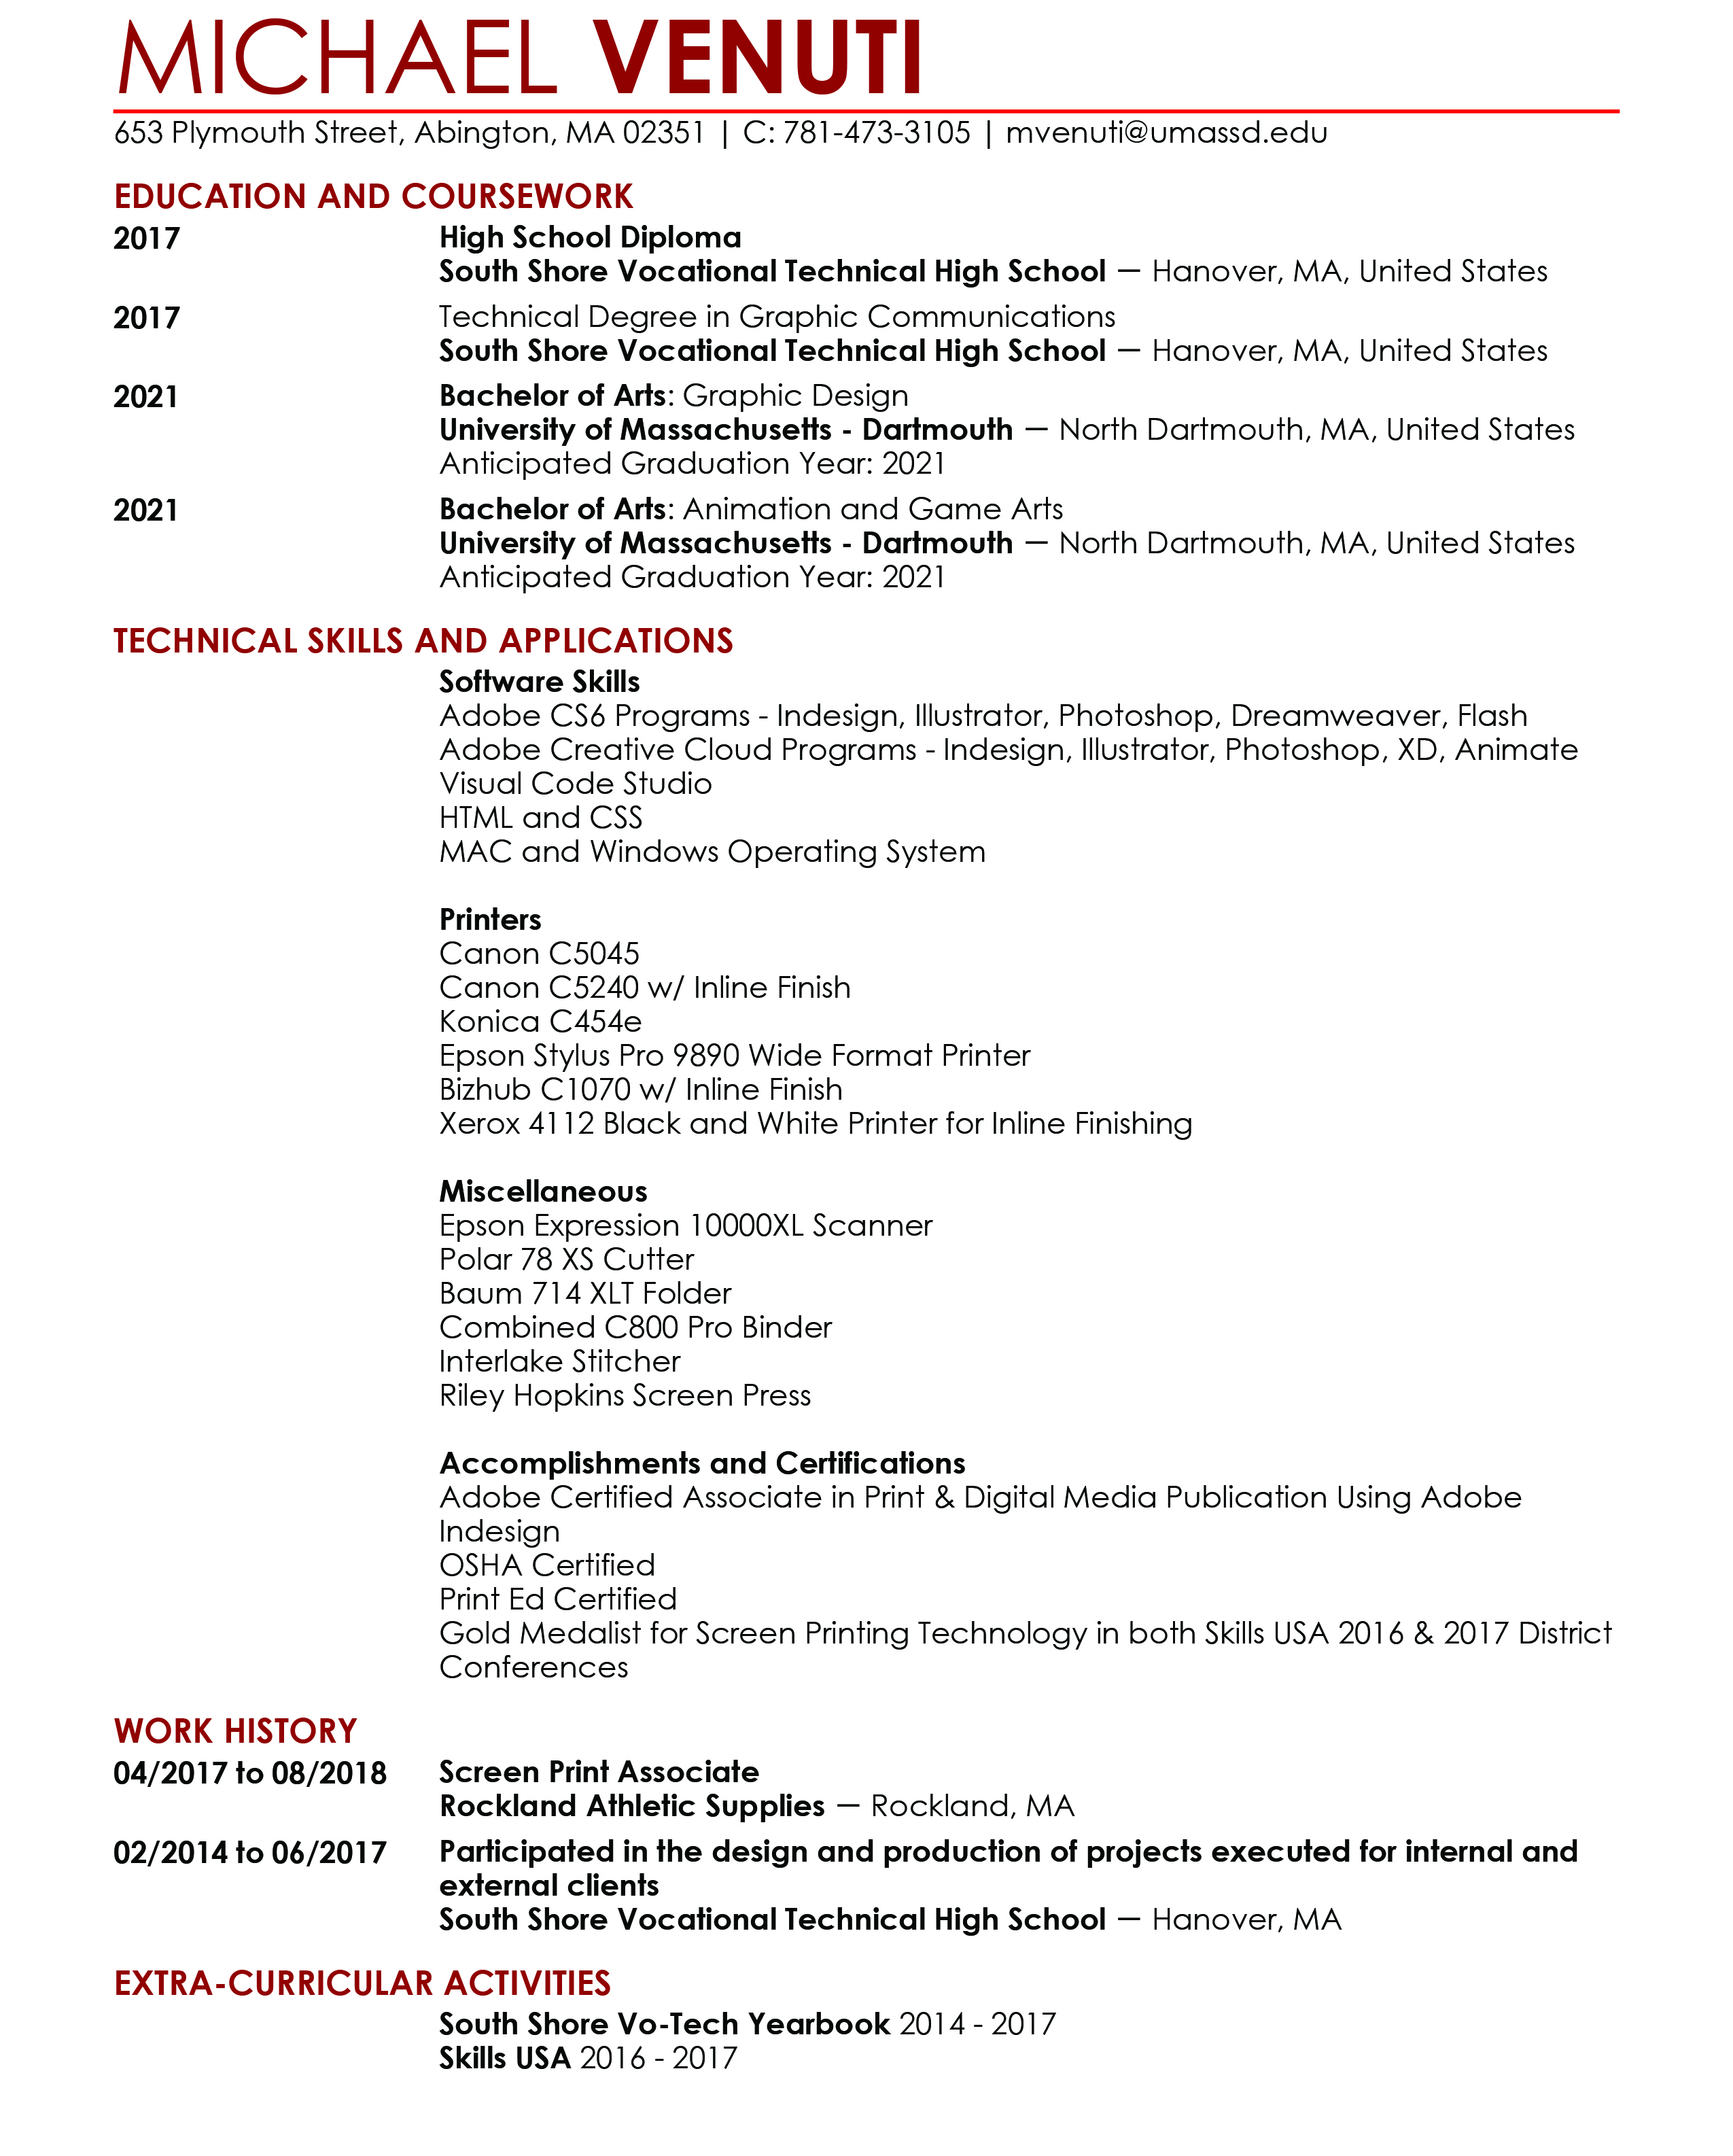 MICHAEL VENUTI
653 Plymouth Street, Abington, MA 02351 | C: 781-473-3105 | mvenuti@umassd.edu
EDUCATION AND COURSEWORK
2017 High School Diploma
South Shore Vocational Technical High School — Hanover, MA, United States
2017 Technical Degree in Graphic Communications
South Shore Vocational Technical High School — Hanover, MA, United States
2021 Bachelor of Arts: Graphic Design
University of Massachusetts - Dartmouth — North Dartmouth, MA, United States
Anticipated Graduation Year: 2021
2021 Bachelor of Arts: Animation and Game Arts
University of Massachusetts - Dartmouth — North Dartmouth, MA, United States
Anticipated Graduation Year: 2021
TECHNICAL SKILLS AND APPLICATIONS
Software Skills
Adobe CS6 Programs - Indesign, Illustrator, Photoshop, Dreamweaver, Flash
Adobe Creative Cloud Programs - Indesign, Illustrator, Photoshop, XD, Animate
Visual Code Studio
HTML and CSS
MAC and Windows Operating System
Printers
Canon C5045
Canon C5240 w/ Inline Finish
Konica C454e
Epson Stylus Pro 9890 Wide Format Printer
Bizhub C1070 w/ Inline Finish
Xerox 4112 Black and White Printer for Inline Finishing
Miscellaneous
Epson Expression 10000XL Scanner
Polar 78 XS Cutter
Baum 714 XLT Folder
Combined C800 Pro Binder
Interlake Stitcher
Riley Hopkins Screen Press
Accomplishments and Certifications
Adobe Certified Associate in Print & Digital Media Publication Using Adobe
Indesign
OSHA Certified
Print Ed Certified
Gold Medalist for Screen Printing Technology in both Skills USA 2016 & 2017 District
Conferences
WORK HISTORY
04/2017 to 08/2018 Screen Print Associate
Rockland Athletic Supplies — Rockland, MA
02/2014 to 06/2017 Participated in the design and production of projects executed for internal and
external clients
South Shore Vocational Technical High School — Hanover, MA
EXTRA-CURRICULAR ACTIVITIES
South Shore Vo-Tech Yearbook 2014 - 2017
Skills USA 2016 - 2017